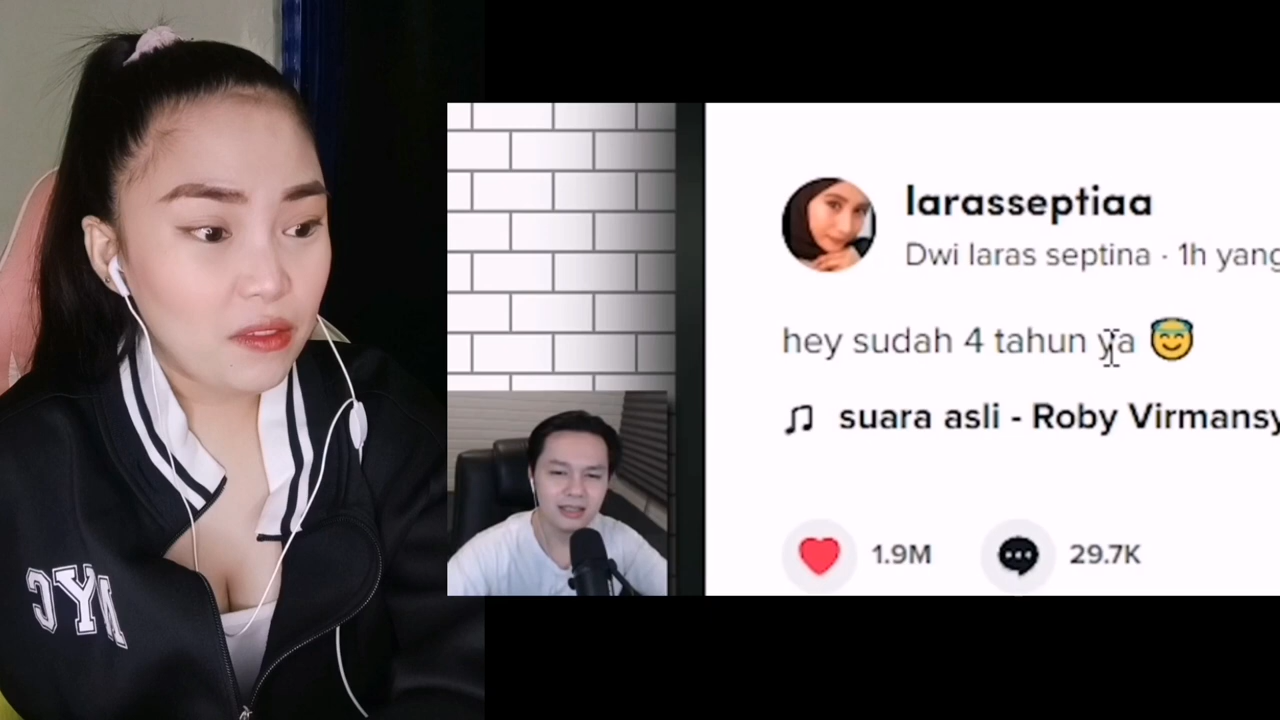 larasseptiaa
Dwi laras septina · 1h yang
hey sudah 4 tahun ya 😇
suara asli - Roby Virmansy
1.9M 29.7K
NYC